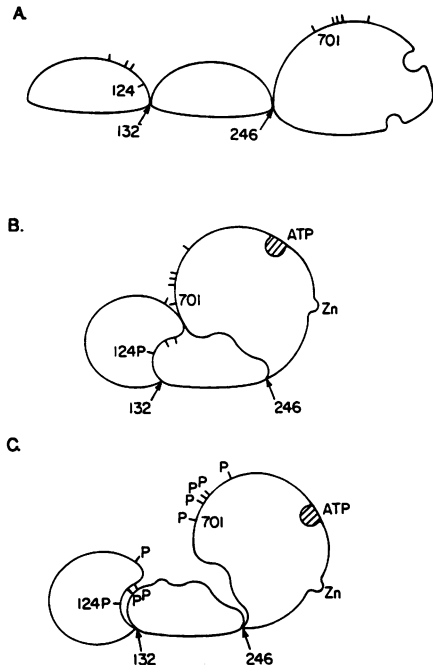 A.
701
124
132 246
B.
ATP
701
Zn
124P
132 246
C.
P
P P
P
P 701
ATP
P
Zn
P P
124P
132 246